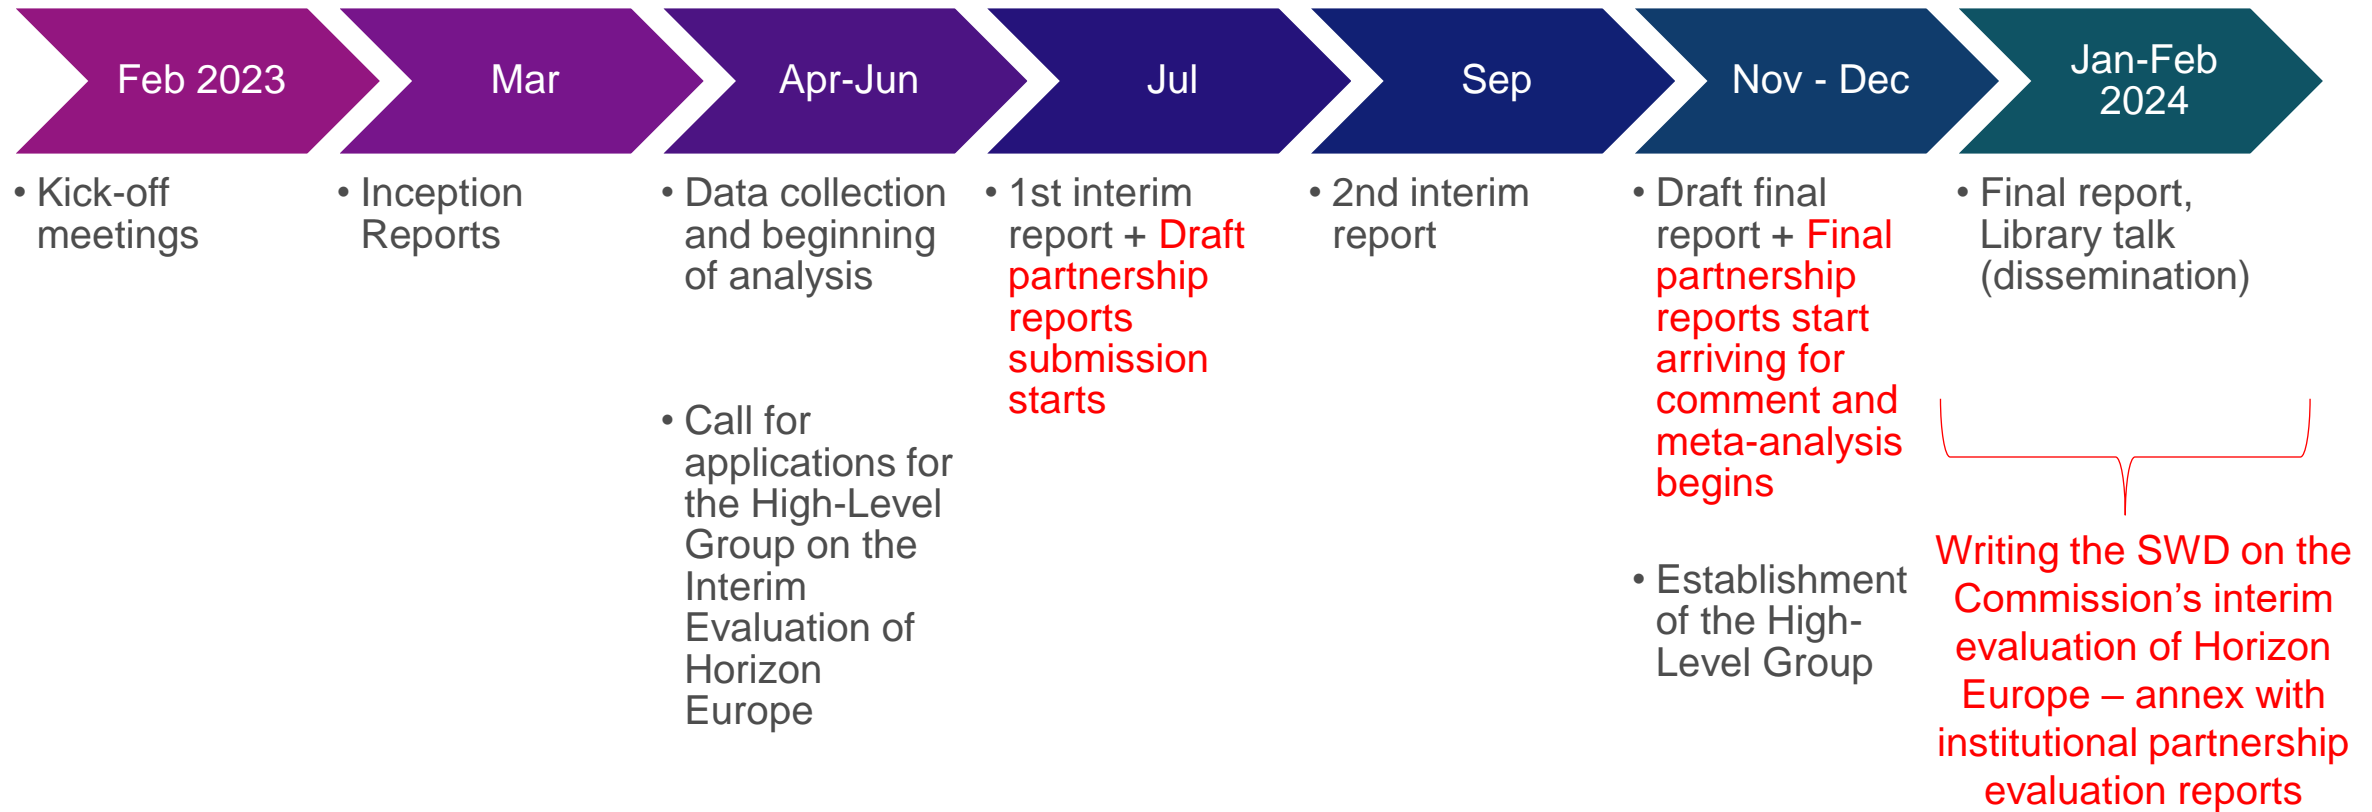 Feb 2023
Mar
Apr-Jun
Jul
Sep
Nov - Dec
Jan-Feb
2024
• Kick-off
meetings
• Inception
Reports
• Data collection
and beginning
of analysis
• Call for
applications for
the High-Level
Group on the
Interim
Evaluation of
Horizon
Europe
• 1st interim
report + Draft
partnership
reports
submission
starts
• 2nd interim
report
• Draft final
report + Final
partnership
reports start
arriving for
comment and
meta-analysis
begins
• Establishment
of the High-
Level Group
• Final report,
Library talk
(dissemination)
Writing the SWD on the
Commission’s interim
evaluation of Horizon
Europe – annex with
institutional partnership
evaluation reports